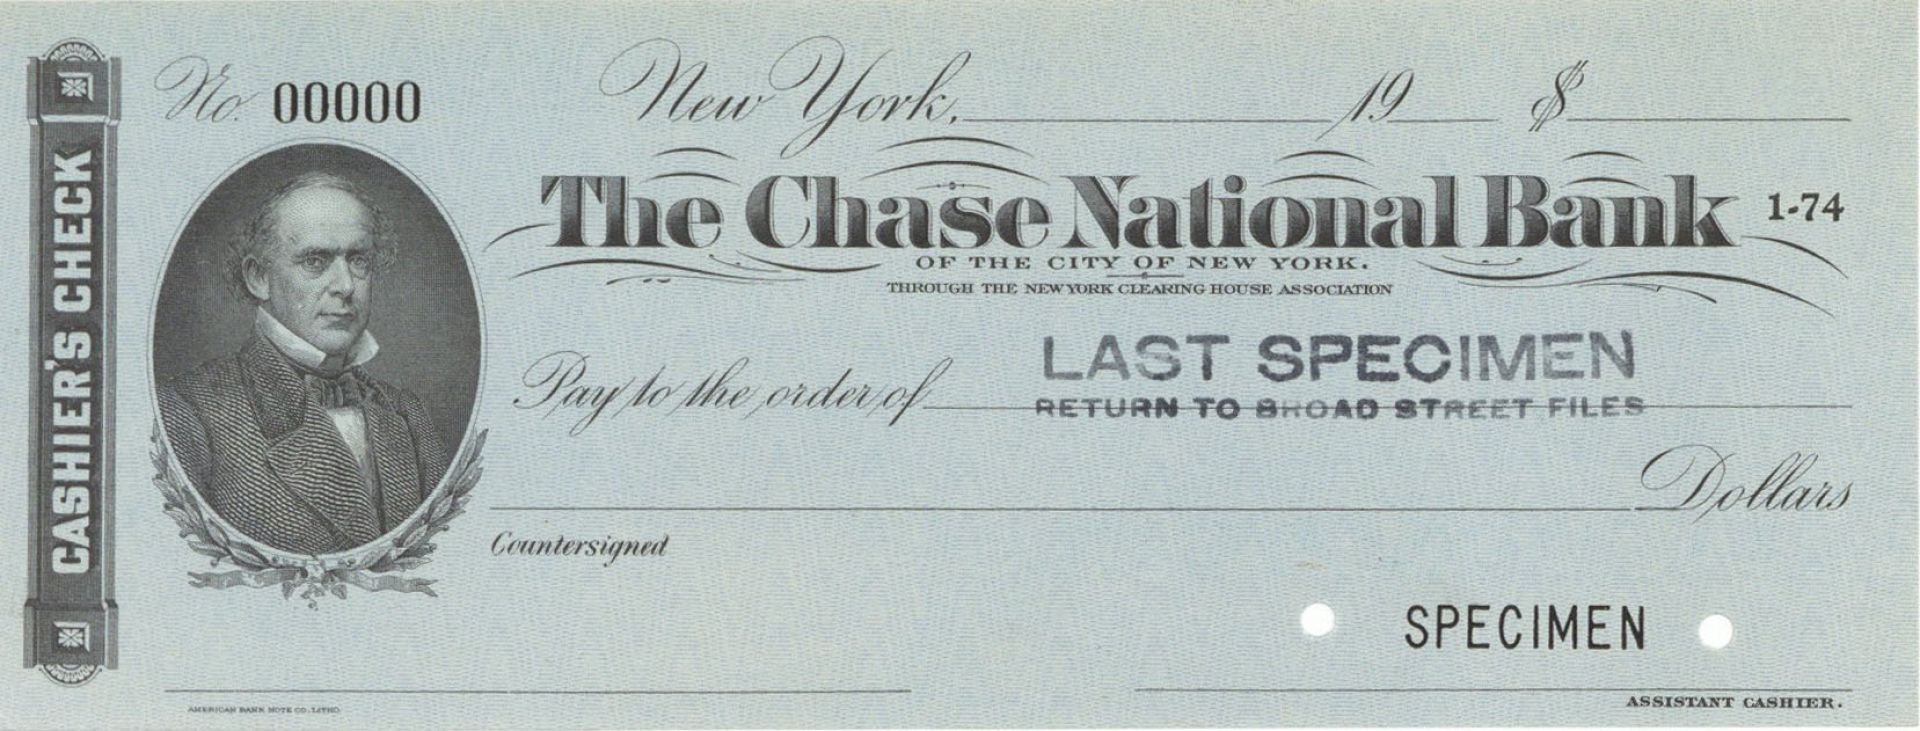 CASHIER'S CHECK
No. 00000
New York, 19 $
The Chase National Bank 1-74
OF THE CITY OF NEW YORK.
THROUGH THE NEW YORK CLEARING HOUSE ASSOCIATION
LAST SPECIMEN
Pay to the order of
RETURN TO BROAD STREET FILES
Dollars
Countersigned
SPECIMEN
ASSISTANT CASHIER.
AMERICAN BANK NOTE CO. LITHO.